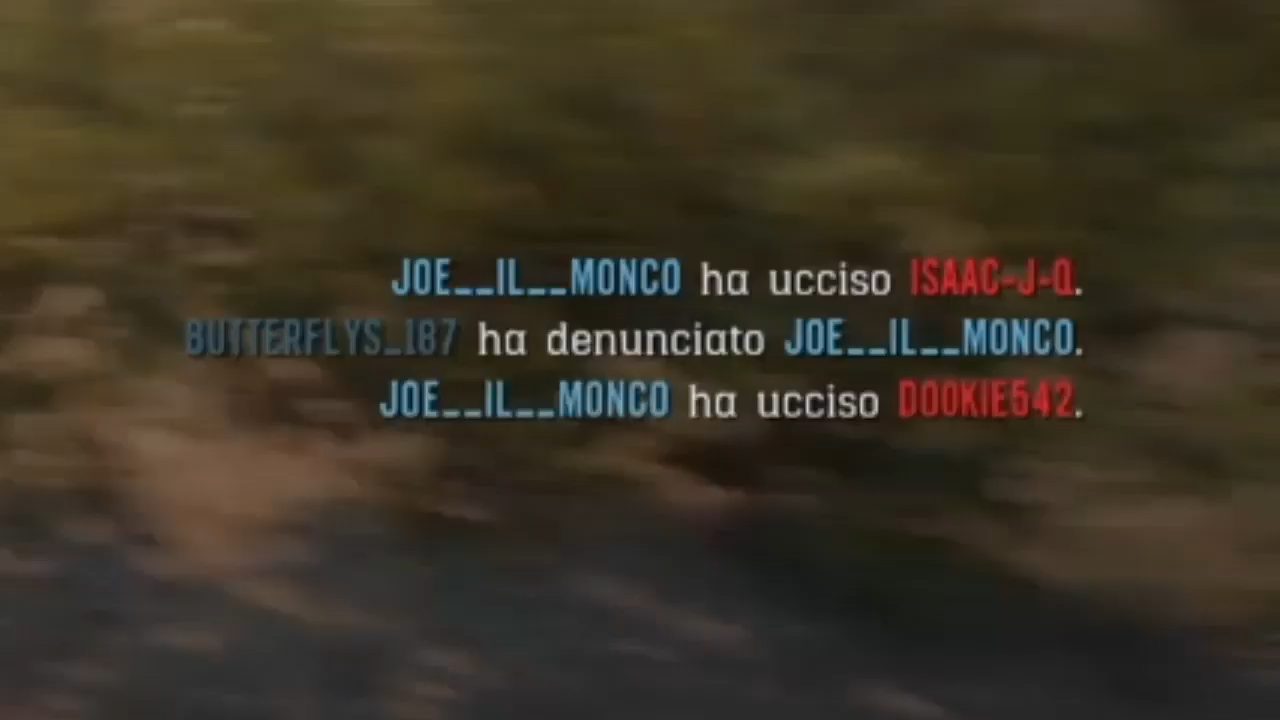 JOE__IL__MONCO ha ucciso ISAAC-J-Q.
BUTTERFLYS_187 ha denunciato JOE__IL__MONCO.
JOE__IL__MONCO ha ucciso DOOKIE542.